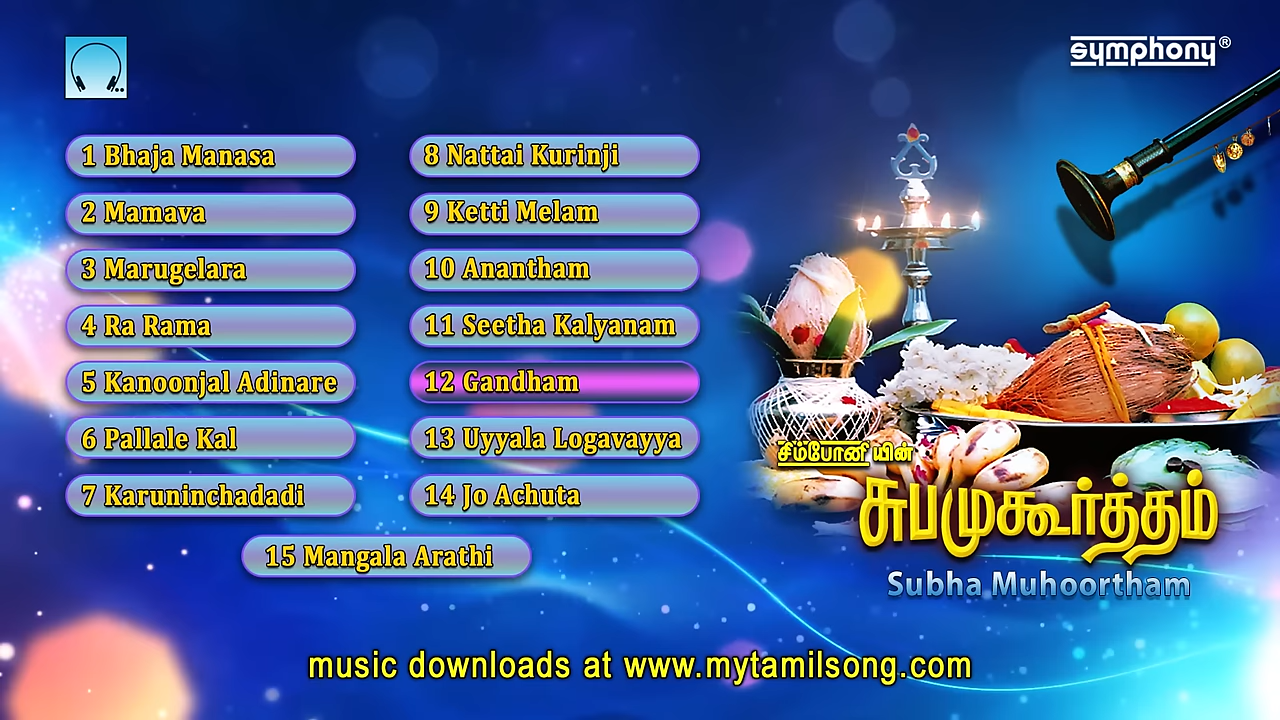 symphony®
1 Bhaja Manasa
2 Mamava
3 Marugelara
4 Ra Rama
5 Kanoonjal Adinare
6 Pallale Kal
7 Karuninchadadi
8 Nattai Kurinji
9 Ketti Melam
10 Anantham
11 Seetha Kalyanam
12 Gandham
13 Uyyala Logavayya
14 Jo Achuta
15 Mangala Arathi
சிம்போனி யின்
சுபமுகூர்த்தம்
Subha Muhoortham
music downloads at www.mytamilsong.com